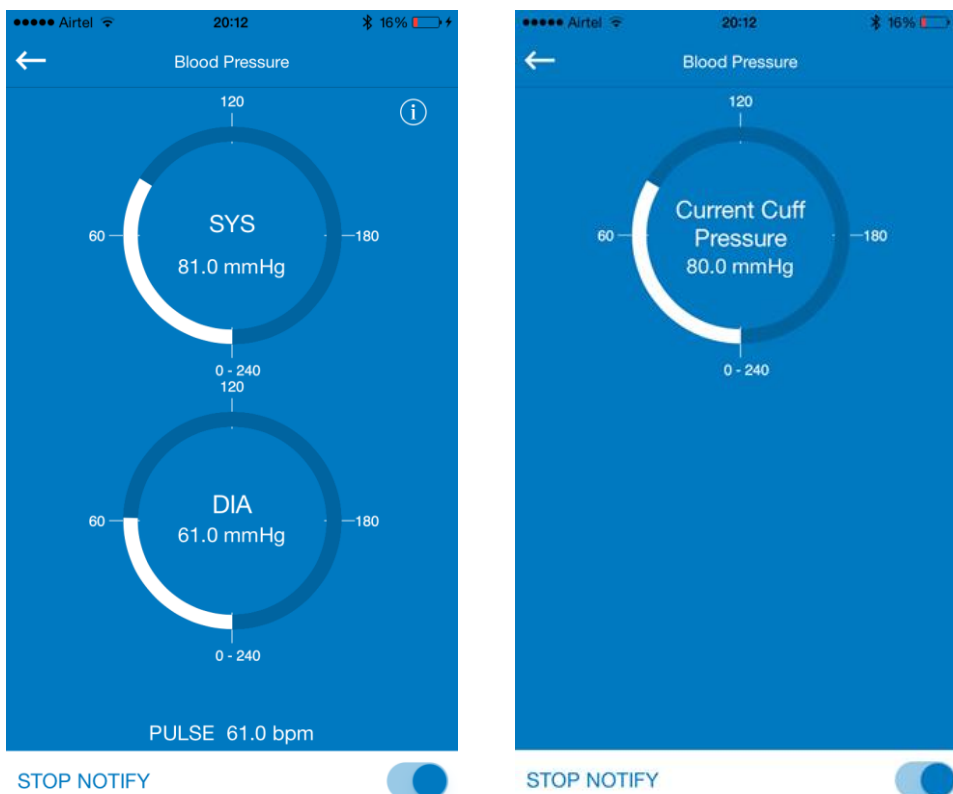 Airtel 20:12 16%
Blood Pressure
120
i
SYS
60 180
81.0 mmHg
0 - 240
120
DIA
60 180
61.0 mmHg
0 - 240
PULSE 61.0 bpm
STOP NOTIFY
Airtel 20:12 16%
Blood Pressure
120
Current Cuff
60 Pressure 180
80.0 mmHg
0 - 240
STOP NOTIFY